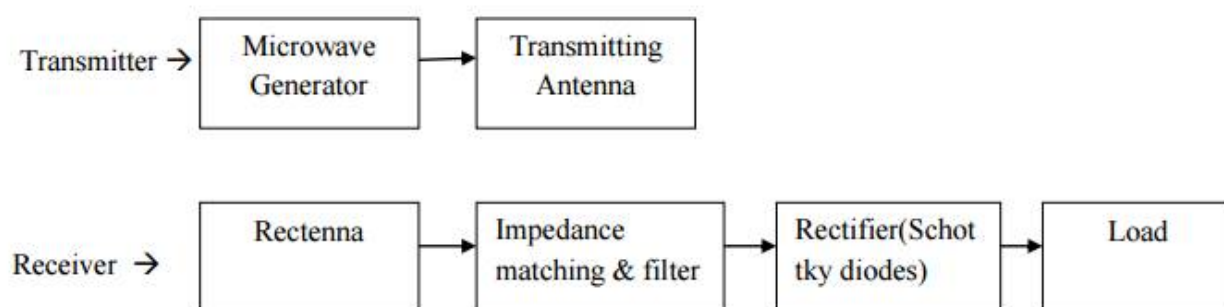 Transmitter →
Microwave
Generator
Transmitting
Antenna
Receiver →
Rectenna
Impedance
matching & filter
Rectifier(Schot
tky diodes)
Load